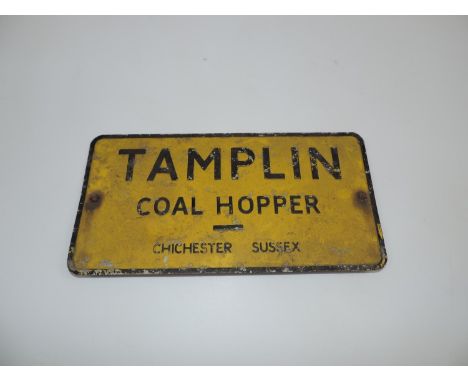 TAMPLIN
COAL HOPPER
CHICHESTER SUSSEX